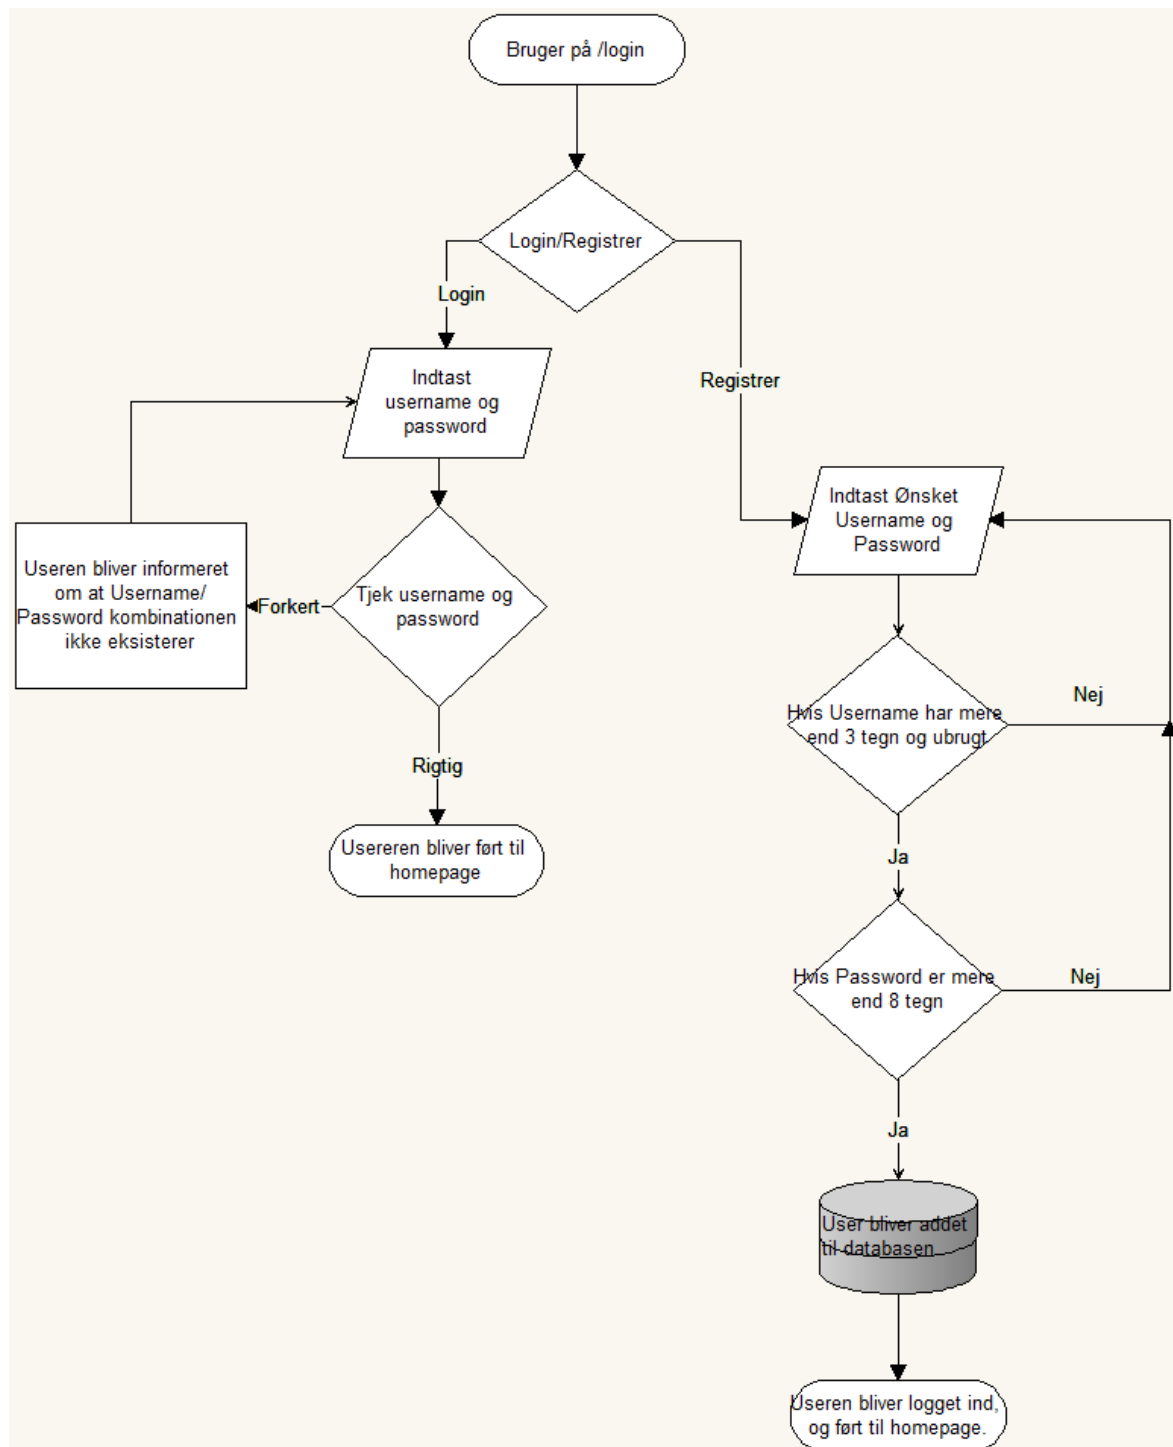 Bruger på /login
Login/Registrer
Login
Registrer
Indtast
username og
password
Indtast Ønsket
Username og
Password
Useren bliver informeret
om at Username/
Password kombinationen
ikke eksisterer
Forkert
Tjek username og
password
Hvis Username har mere
end 3 tegn og ubrugt
Nej
Rigtig
Usereren bliver ført til
homepage
Ja
Hvis Password er mere
end 8 tegn
Nej
Ja
User bliver addet
til databasen
Useren bliver logget ind,
og ført til homepage.